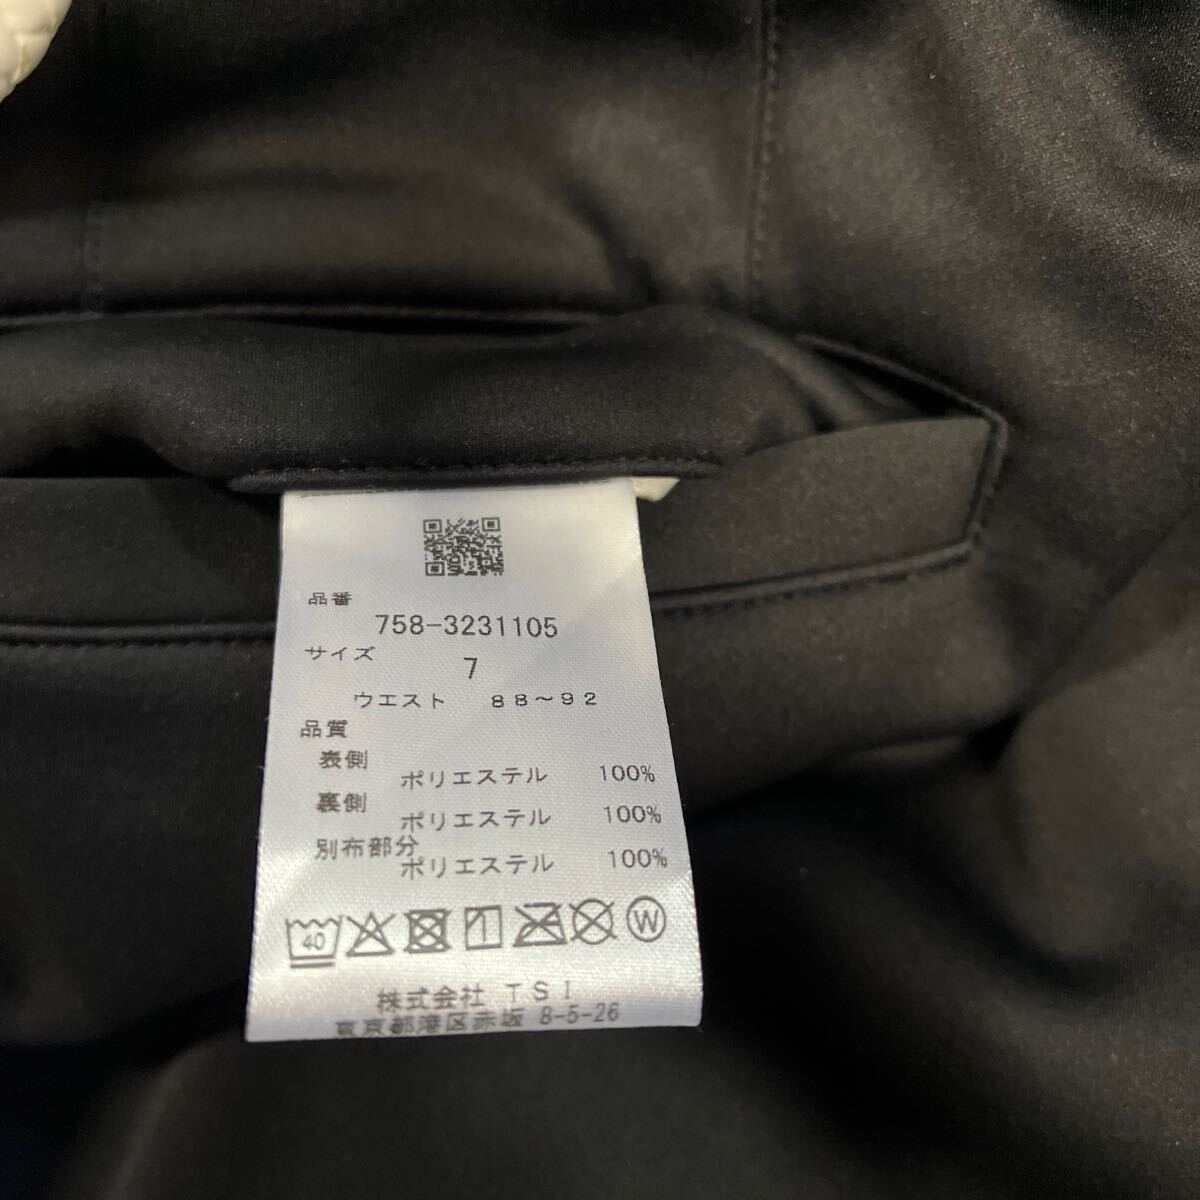 品番
758-3231105
サイズ
7
ウエスト 88～92
品質
表側
ポリエステル 100%
裏側
ポリエステル 100%
別布部分
ポリエステル 100%
40 W
株式会社 TSI
東京都港区赤坂 8-5-26